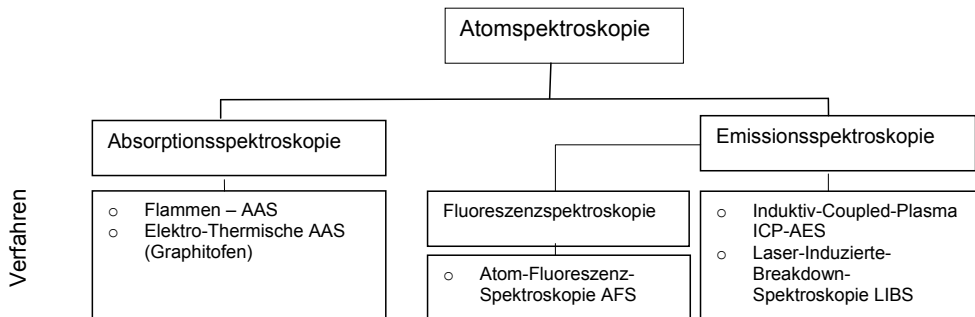 Atomspektroskopie
Absorptionsspektroskopie
Emissionsspektroskopie
Verfahren
o Flammen – AAS
o Elektro-Thermische AAS
(Graphitofen)
Fluoreszenzspektroskopie
o Atom-Fluoreszenz-
Spektroskopie AFS
o Induktiv-Coupled-Plasma
ICP-AES
o Laser-Induzierte-
Breakdown-
Spektroskopie LIBS